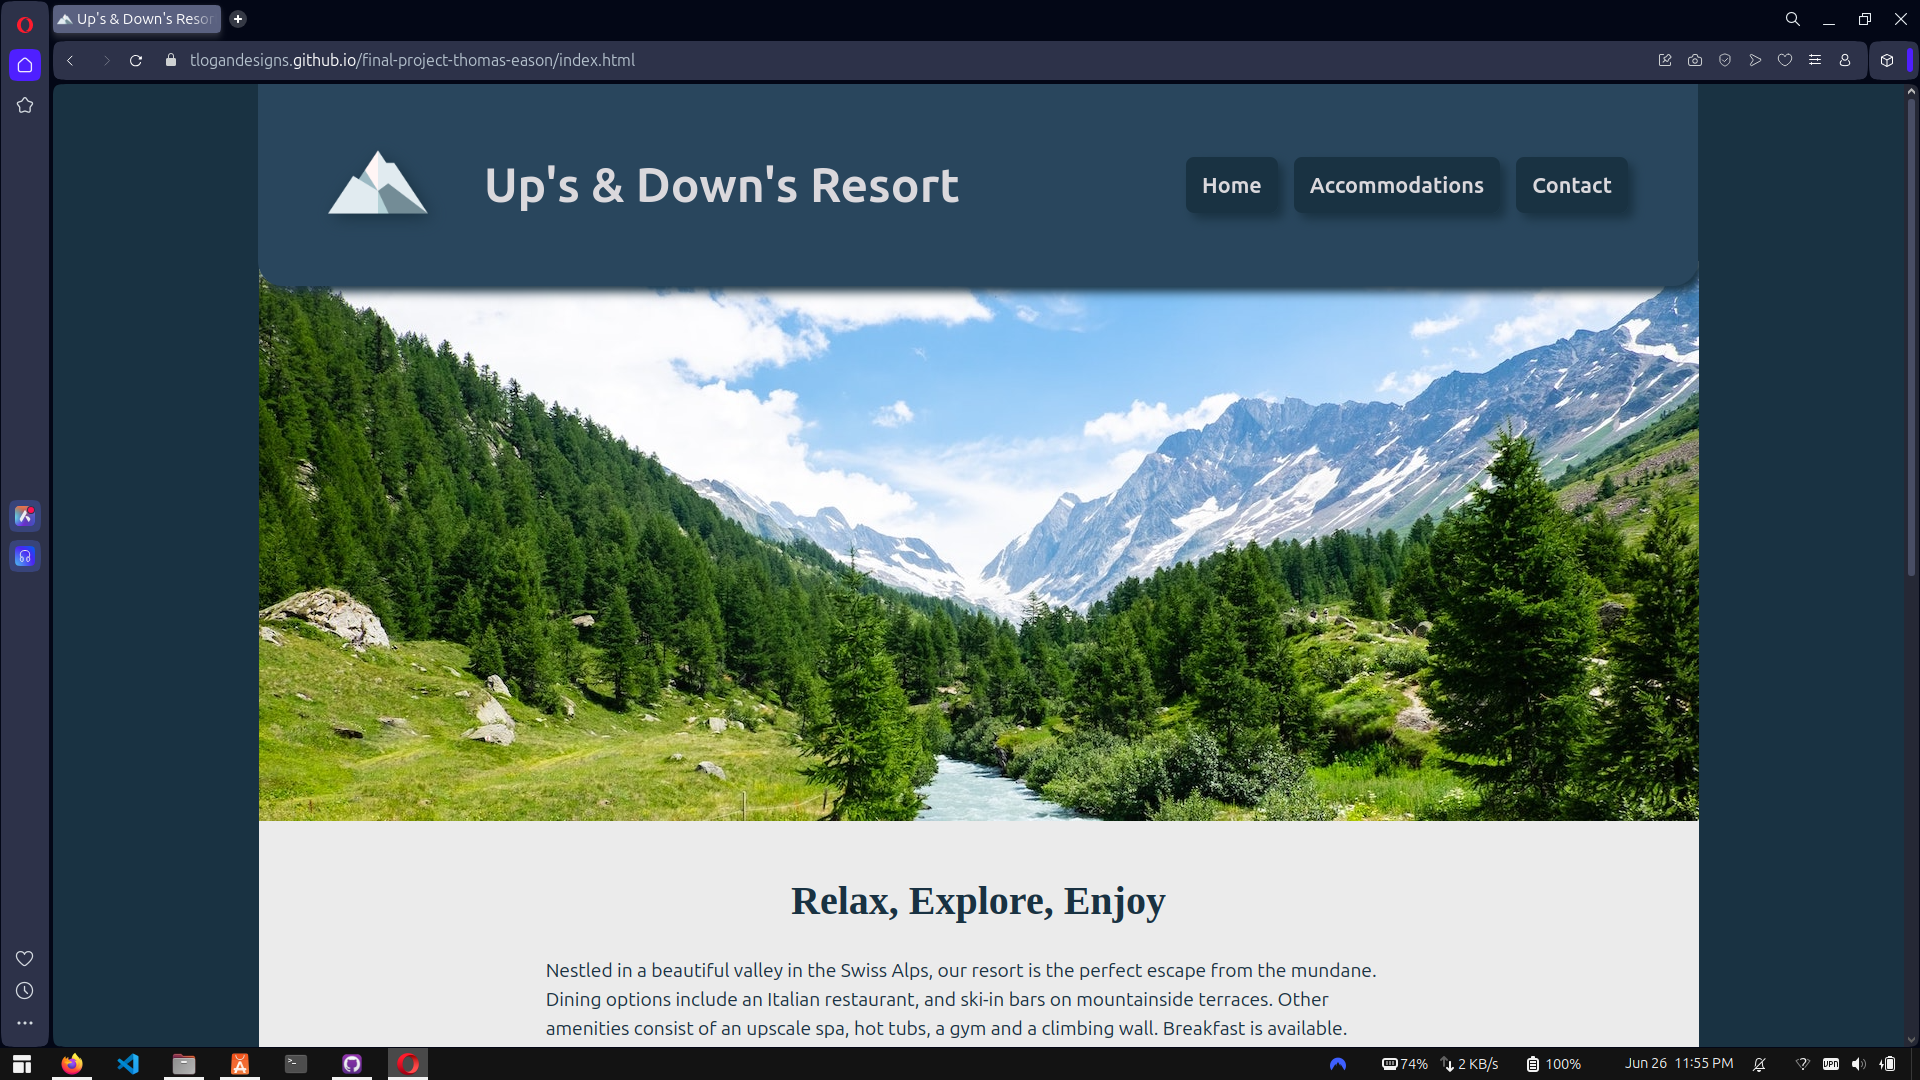 Up's & Down's Resor
tlogandesigns.github.io/final-project-thomas-eason/index.html
Up's & Down's Resort
Home
Accommodations
Contact
Relax, Explore, Enjoy
Nestled in a beautiful valley in the Swiss Alps, our resort is the perfect escape from the mundane.
Dining options include an Italian restaurant, and ski-in bars on mountainside terraces. Other
amenities consist of an upscale spa, hot tubs, a gym and a climbing wall. Breakfast is available.
74%
2 KB/s
100%
Jun 26 11:55 PM
VPN